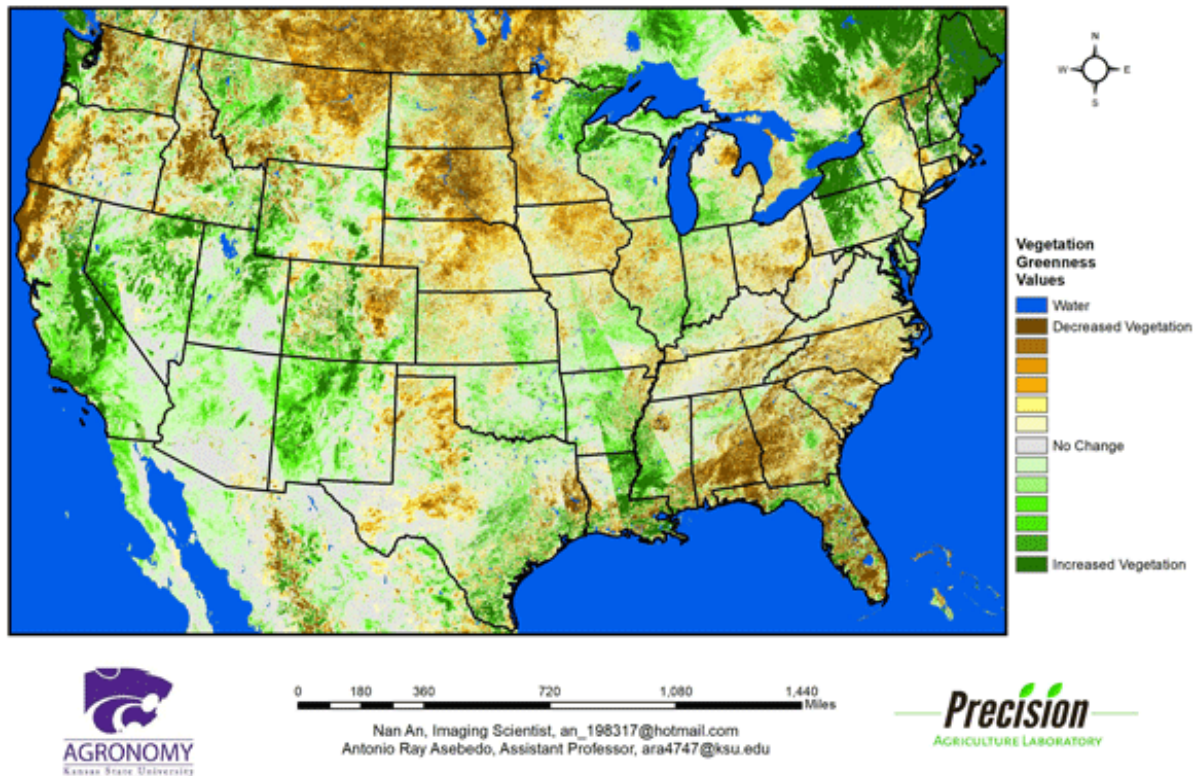 N
W
E
S
Vegetation
Greenness
Values
Water
Decreased Vegetation
No Change
Increased Vegetation
0 180 360 720 1,080 1,440
Miles
Nan An, Imaging Scientist, an_198317@hotmail.com
Antonio Ray Asebedo, Assistant Professor, ara4747@ksu.edu
AGRONOMY
Kansas State University
Precision
AGRICULTURE LABORATORY